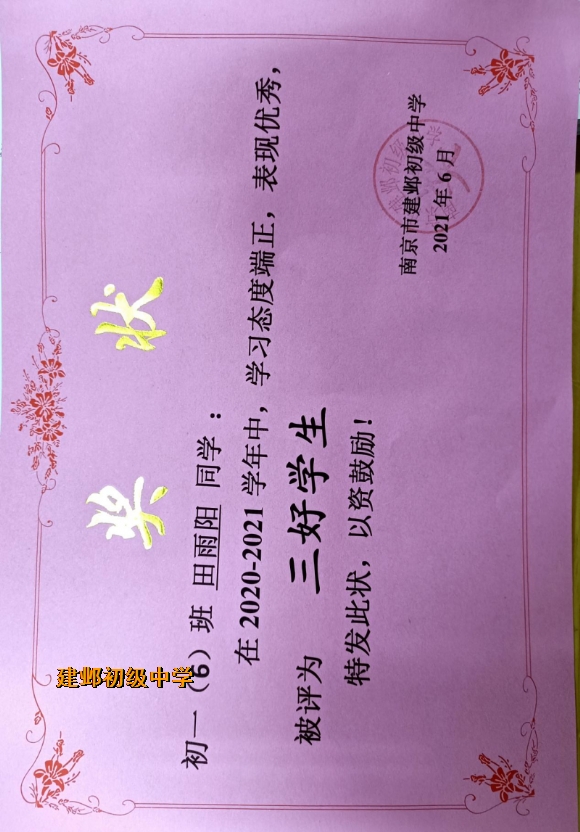 奖状
初一（6）班 田雨阳 同学：
在 2020-2021 学年中，学习态度端正，表现优秀，
被评为 三好学生
特发此状，以资鼓励！
南京市建邺初级中学
2021 年 6 月
建邺初级中学